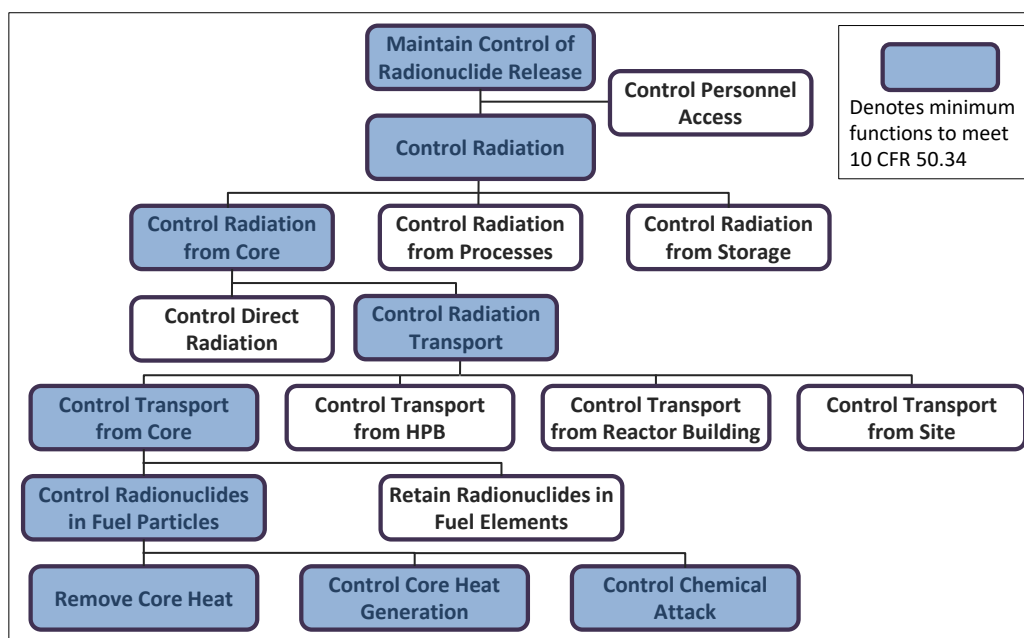 Maintain Control of
Radionuclide Release
Control Personnel
Access
Denotes minimum
functions to meet
10 CFR 50.34
Control Radiation
Control Radiation
from Core
Control Radiation
from Processes
Control Radiation
from Storage
Control Direct
Radiation
Control Radiation
Transport
Control Transport
from Core
Control Transport
from HPB
Control Transport
from Reactor Building
Control Transport
from Site
Control Radionuclides
in Fuel Particles
Retain Radionuclides in
Fuel Elements
Remove Core Heat
Control Core Heat
Generation
Control Chemical
Attack